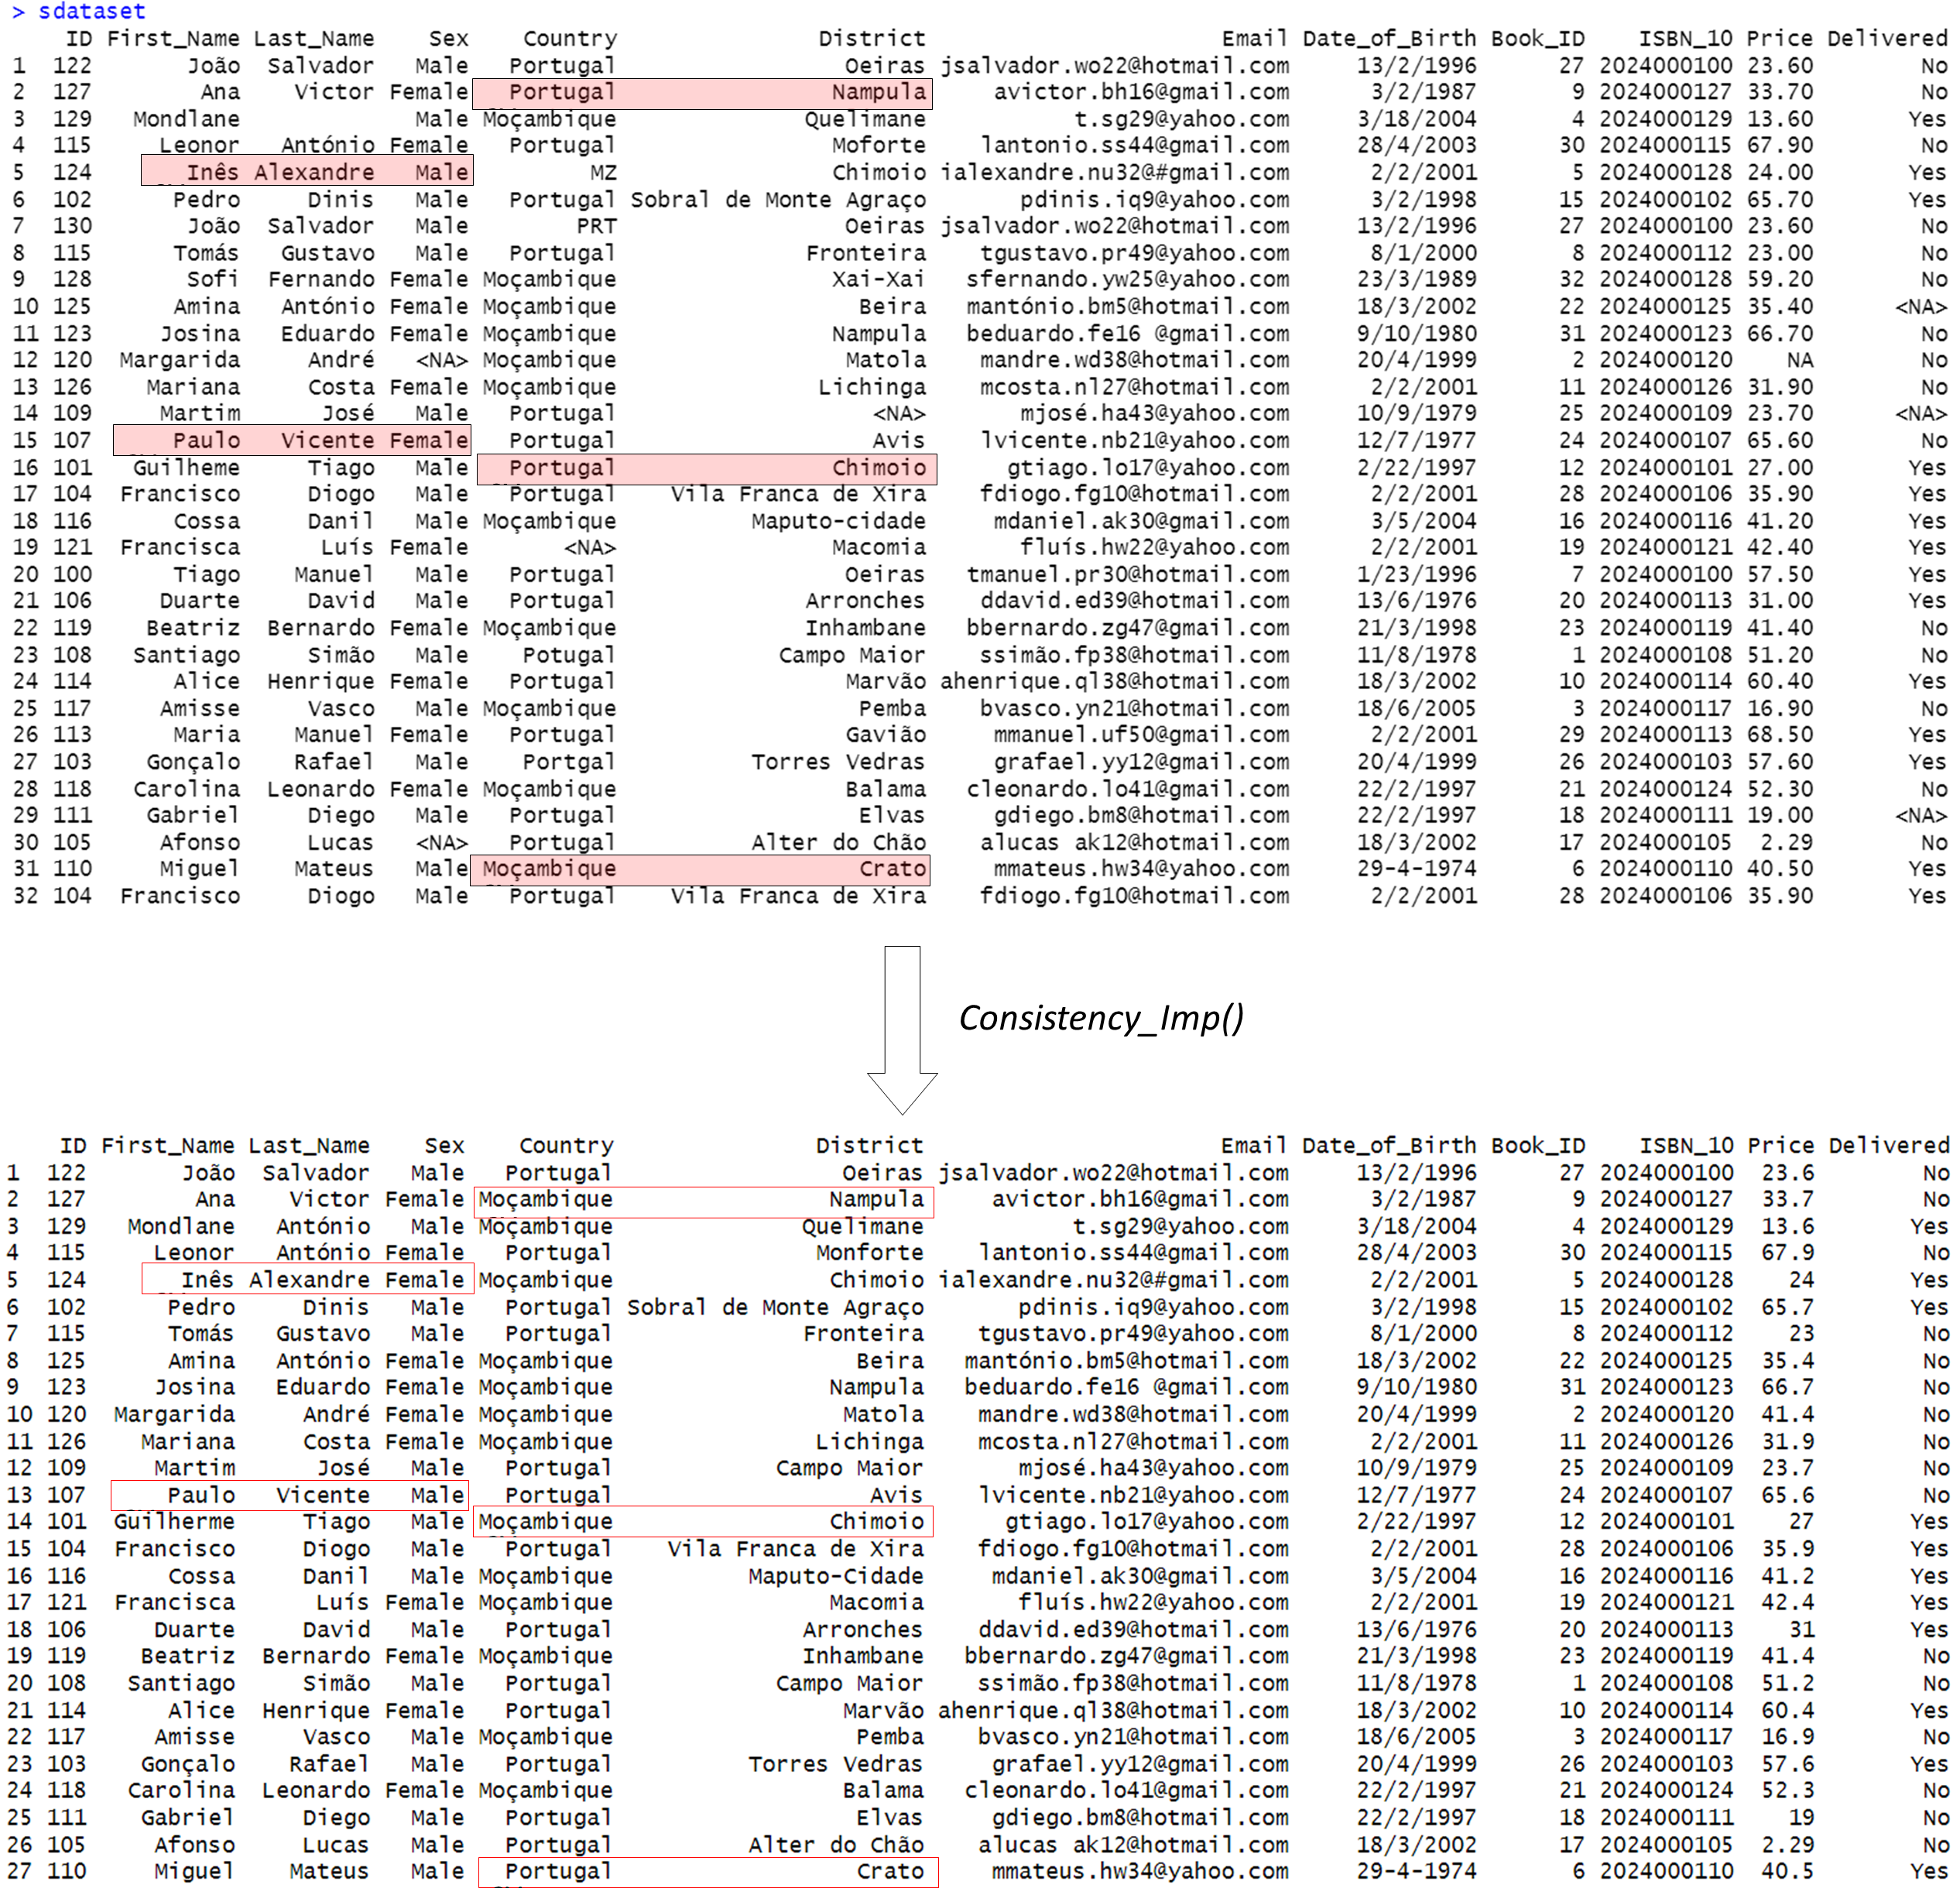 > sdataset
ID First_Name Last_Name Sex Country District Email Date_of_Birth Book_ID ISBN_10 Price Delivered
1 122 João Salvador Male Portugal Oeiras jsalvador.wo22@hotmail.com 13/2/1996 27 2024000100 23.60 No
2 127 Ana Victor Female Portugal Nampula avictor.bh16@gmail.com 3/2/1987 9 2024000127 33.70 No
3 129 Mondlane Male Moçambique Quelimane t.sg29@yahoo.com 3/18/2004 4 2024000129 13.60 Yes
4 115 Leonor António Female Portugal Moforte lantonio.ss44@gmail.com 28/4/2003 30 2024000115 67.90 No
5 124 Inês Alexandre Male MZ Chimoio ialexandre.nu32@#gmail.com 2/2/2001 5 2024000128 24.00 Yes
6 102 Pedro Dinis Male Portugal Sobral de Monte Agraço pdinis.iq9@yahoo.com 3/2/1998 15 2024000102 65.70 Yes
7 130 João Salvador Male PRT Oeiras jsalvador.wo22@hotmail.com 13/2/1996 27 2024000100 23.60 No
8 115 Tomás Gustavo Male Portugal Fronteira tgustavo.pr49@yahoo.com 8/1/2000 8 2024000112 23.00 No
9 128 Sofi Fernando Female Moçambique Xai-Xai sfernando.yw25@yahoo.com 23/3/1989 32 2024000128 59.20 No
10 125 Amina António Female Moçambique Beira mantónio.bm5@hotmail.com 18/3/2002 22 2024000125 35.40 <NA>
11 123 Josina Eduardo Female Moçambique Nampula beduardo.fe16 @gmail.com 9/10/1980 31 2024000123 66.70 No
12 120 Margarida André <NA> Moçambique Matola mandre.wd38@hotmail.com 20/4/1999 2 2024000120 NA No
13 126 Mariana Costa Female Moçambique Lichinga mcosta.nl27@hotmail.com 2/2/2001 11 2024000126 31.90 No
14 109 Martim José Male Portugal <NA> mjosé.ha43@yahoo.com 10/9/1979 25 2024000109 23.70 <NA>
15 107 Paulo Vicente Female Portugal Avis lvicente.nb21@yahoo.com 12/7/1977 24 2024000107 65.60 No
16 101 Guilheme Tiago Male Portugal Chimoio gtiago.lo17@yahoo.com 2/22/1997 12 2024000101 27.00 Yes
17 104 Francisco Diogo Male Portugal Vila Franca de Xira fdiogo.fg10@hotmail.com 2/2/2001 28 2024000106 35.90 Yes
18 116 Cossa Danil Male Moçambique Maputo-cidade mdaniel.ak30@gmail.com 3/5/2004 16 2024000116 41.20 Yes
19 121 Francisca Luís Female <NA> Macomia fluís.hw22@yahoo.com 2/2/2001 19 2024000121 42.40 Yes
20 100 Tiago Manuel Male Portugal Oeiras tmanuel.pr30@hotmail.com 1/23/1996 7 2024000100 57.50 Yes
21 106 Duarte David Male Portugal Arronches ddavid.ed39@hotmail.com 13/6/1976 20 2024000113 31.00 Yes
22 119 Beatriz Bernardo Female Moçambique Inhambane bbernardo.zg47@gmail.com 21/3/1998 23 2024000119 41.40 No
23 108 Santiago Simão Male Potugal Campo Maior ssimão.fp38@hotmail.com 11/8/1978 1 2024000108 51.20 No
24 114 Alice Henrique Female Portugal Marvão ahenrique.ql38@hotmail.com 18/3/2002 10 2024000114 60.40 Yes
25 117 Amisse Vasco Male Moçambique Pemba bvasco.yn21@hotmail.com 18/6/2005 3 2024000117 16.90 No
26 113 Maria Manuel Female Portugal Gavião mmanuel.uf50@gmail.com 2/2/2001 29 2024000113 68.50 Yes
27 103 Gonçalo Rafael Male Portgal Torres Vedras grafael.yy12@gmail.com 20/4/1999 26 2024000103 57.60 Yes
28 118 Carolina Leonardo Female Moçambique Balama cleonardo.lo41@gmail.com 22/2/1997 21 2024000124 52.30 No
29 111 Gabriel Diego Male Portugal Elvas gdiego.bm8@hotmail.com 22/2/1997 18 2024000111 19.00 <NA>
30 105 Afonso Lucas <NA> Portugal Alter do Chão alucas ak12@hotmail.com 18/3/2002 17 2024000105 2.29 No
31 110 Miguel Mateus Male Moçambique Crato mmateus.hw34@yahoo.com 29-4-1974 6 2024000110 40.50 Yes
32 104 Francisco Diogo Male Portugal Vila Franca de Xira fdiogo.fg10@hotmail.com 2/2/2001 28 2024000106 35.90 Yes
Consistency_Imp()
ID First_Name Last_Name Sex Country District Email Date_of_Birth Book_ID ISBN_10 Price Delivered
1 122 João Salvador Male Portugal Oeiras jsalvador.wo22@hotmail.com 13/2/1996 27 2024000100 23.6 No
2 127 Ana Victor Female Moçambique Nampula avictor.bh16@gmail.com 3/2/1987 9 2024000127 33.7 No
3 129 Mondlane António Male Moçambique Quelimane t.sg29@yahoo.com 3/18/2004 4 2024000129 13.6 Yes
4 115 Leonor António Female Portugal Monforte lantonio.ss44@gmail.com 28/4/2003 30 2024000115 67.9 No
5 124 Inês Alexandre Female Moçambique Chimoio ialexandre.nu32@#gmail.com 2/2/2001 5 2024000128 24 Yes
6 102 Pedro Dinis Male Portugal Sobral de Monte Agraço pdinis.iq9@yahoo.com 3/2/1998 15 2024000102 65.7 Yes
7 115 Tomás Gustavo Male Portugal Fronteira tgustavo.pr49@yahoo.com 8/1/2000 8 2024000112 23 No
8 125 Amina António Female Moçambique Beira mantónio.bm5@hotmail.com 18/3/2002 22 2024000125 35.4 No
9 123 Josina Eduardo Female Moçambique Nampula beduardo.fe16 @gmail.com 9/10/1980 31 2024000123 66.7 No
10 120 Margarida André Female Moçambique Matola mandre.wd38@hotmail.com 20/4/1999 2 2024000120 41.4 No
11 126 Mariana Costa Female Moçambique Lichinga mcosta.nl27@hotmail.com 2/2/2001 11 2024000126 31.9 No
12 109 Martim José Male Portugal Campo Maior mjosé.ha43@yahoo.com 10/9/1979 25 2024000109 23.7 No
13 107 Paulo Vicente Male Portugal Avis lvicente.nb21@yahoo.com 12/7/1977 24 2024000107 65.6 No
14 101 Guilherme Tiago Male Moçambique Chimoio gtiago.lo17@yahoo.com 2/22/1997 12 2024000101 27 Yes
15 104 Francisco Diogo Male Portugal Vila Franca de Xira fdiogo.fg10@hotmail.com 2/2/2001 28 2024000106 35.9 Yes
16 116 Cossa Danil Male Moçambique Maputo-Cidade mdaniel.ak30@gmail.com 3/5/2004 16 2024000116 41.2 Yes
17 121 Francisca Luís Female Moçambique Macomia fluís.hw22@yahoo.com 2/2/2001 19 2024000121 42.4 Yes
18 106 Duarte David Male Portugal Arronches ddavid.ed39@hotmail.com 13/6/1976 20 2024000113 31 Yes
19 119 Beatriz Bernardo Female Moçambique Inhambane bbernardo.zg47@gmail.com 21/3/1998 23 2024000119 41.4 No
20 108 Santiago Simão Male Portugal Campo Maior ssimão.fp38@hotmail.com 11/8/1978 1 2024000108 51.2 No
21 114 Alice Henrique Female Portugal Marvão ahenrique.ql38@hotmail.com 18/3/2002 10 2024000114 60.4 Yes
22 117 Amisse Vasco Male Moçambique Pemba bvasco.yn21@hotmail.com 18/6/2005 3 2024000117 16.9 No
23 103 Gonçalo Rafael Male Portugal Torres Vedras grafael.yy12@gmail.com 20/4/1999 26 2024000103 57.6 Yes
24 118 Carolina Leonardo Female Moçambique Balama cleonardo.lo41@gmail.com 22/2/1997 21 2024000124 52.3 No
25 111 Gabriel Diego Male Portugal Elvas gdiego.bm8@hotmail.com 22/2/1997 18 2024000111 19 No
26 105 Afonso Lucas Male Portugal Alter do Chão alucas ak12@hotmail.com 18/3/2002 17 2024000105 2.29 No
27 110 Miguel Mateus Male Portugal Crato mmateus.hw34@yahoo.com 29-4-1974 6 2024000110 40.5 Yes